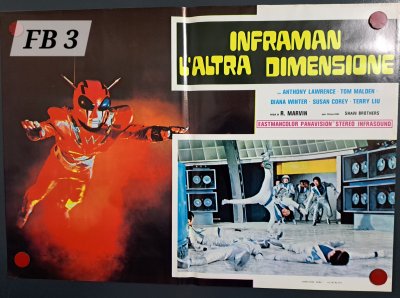 FB 3
INFRAMAN
L'ALTRA DIMENSIONE
ANTHONY LAWRENCE - TOM MALDEN
DIANA WINTER - SUSAN COREY - TERRY LIU
R. MARVIN
SHAW BROTHERS
EASTMANCOLOR PANAVISION STEREO INFRASOUND